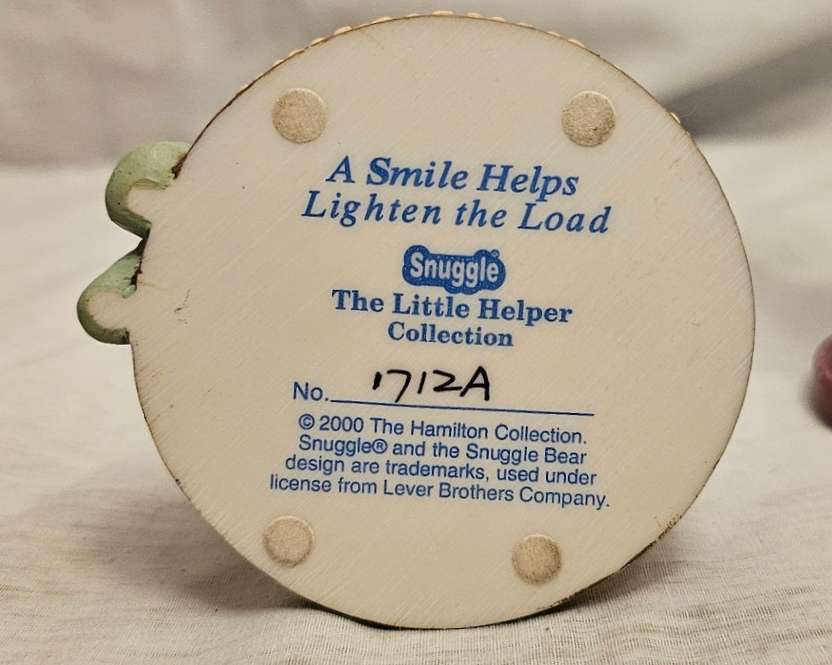 A Smile Helps
Lighten the Load
Snuggle®
The Little Helper
Collection
No. 1712A
© 2000 The Hamilton Collection.
Snuggle® and the Snuggle Bear
design are trademarks, used under
license from Lever Brothers Company.